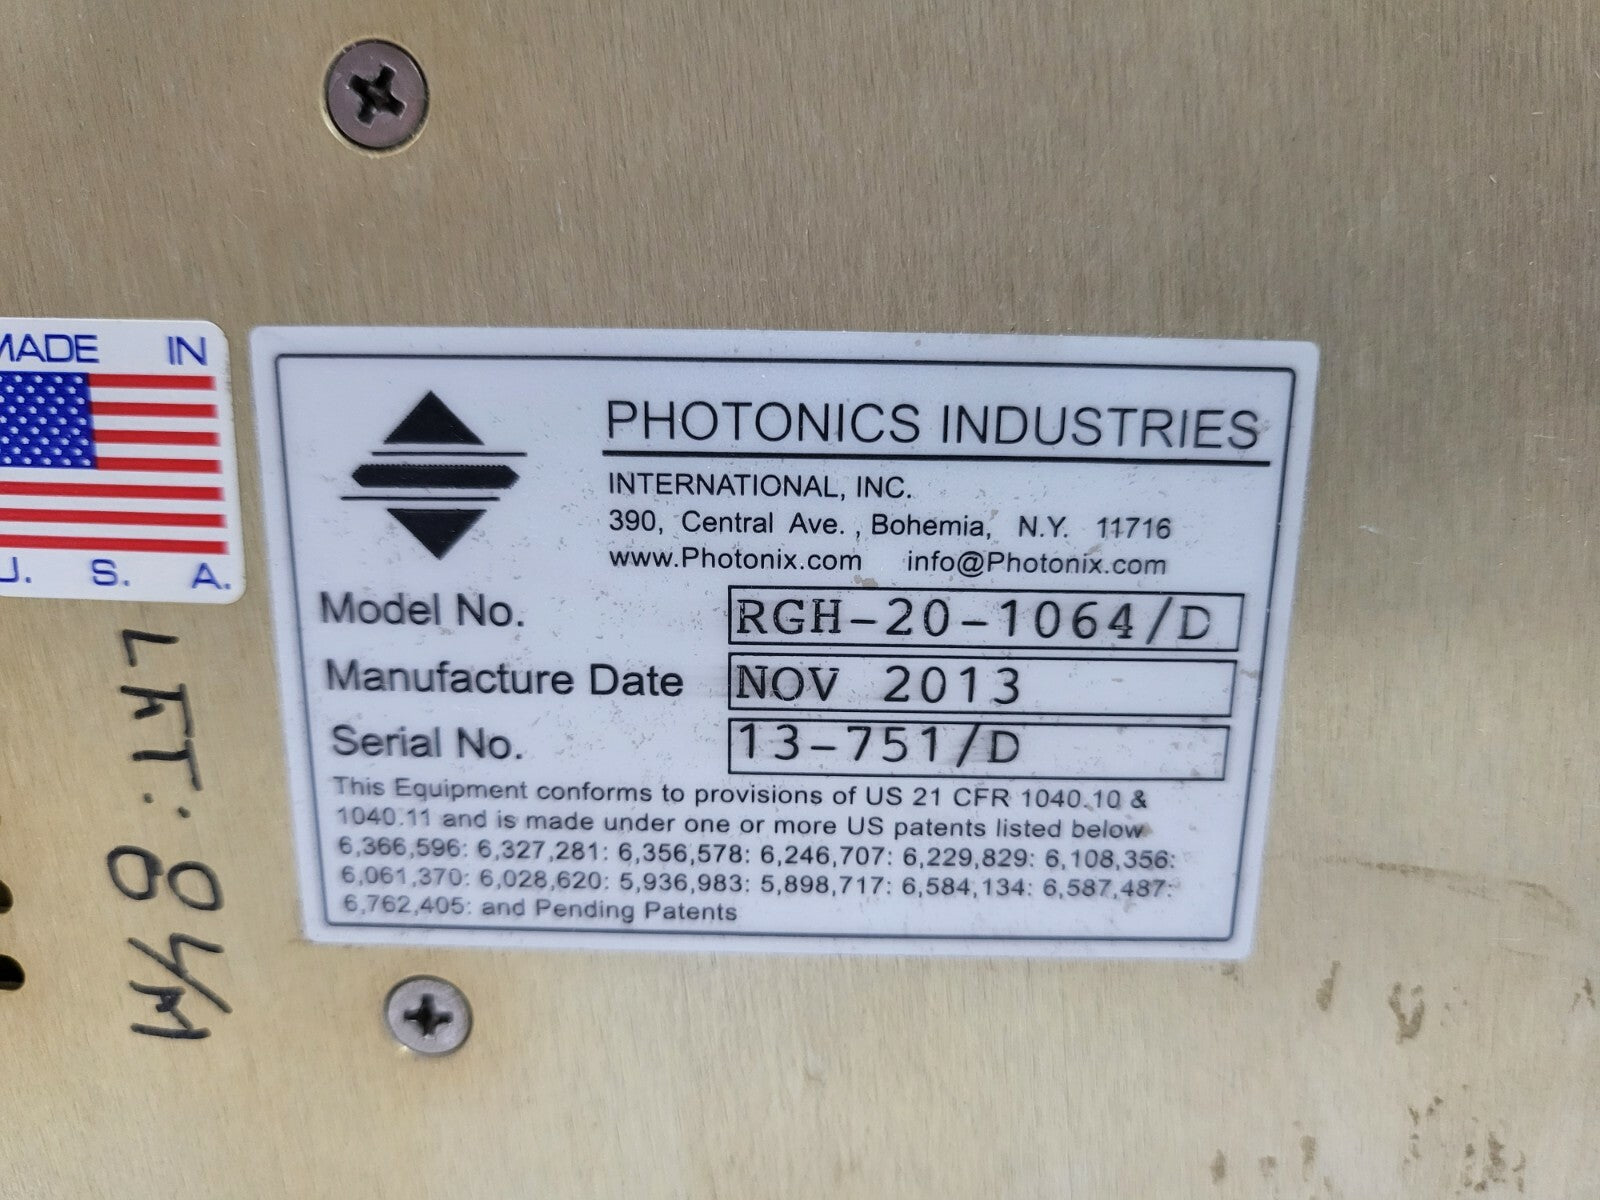 MADE IN
U. S. A.
PHOTONICS INDUSTRIES
INTERNATIONAL, INC.
390, Central Ave. , Bohemia, N.Y. 11716
www.Photonix.com info@Photonix.com
Model No. RGH-20-1064/D
Manufacture Date NOV 2013
Serial No. 13-751/D
This Equipment conforms to provisions of US 21 CFR 1040.10 &
1040.11 and is made under one or more US patents listed below
6,366,596: 6,327,281: 6,356,578: 6,246,707: 6,229,829: 6,108,356:
6,061,370: 6,028,620: 5,936,983: 5,898,717: 6,584,134: 6,587,487:
6,762,405: and Pending Patents